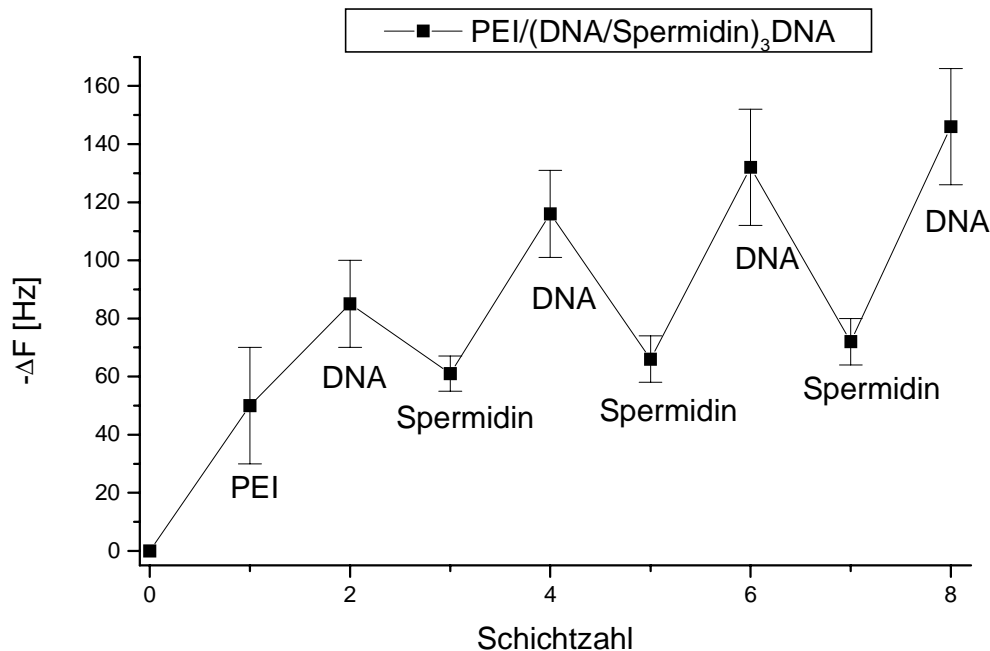 PEI/(DNA/Spermidin)₃DNA
160
140
120
100
80
60
40
20
0
-ΔF [Hz]
PEI
DNA
Spermidin
DNA
Spermidin
DNA
Spermidin
DNA
0 2 4 6 8
Schichtzahl